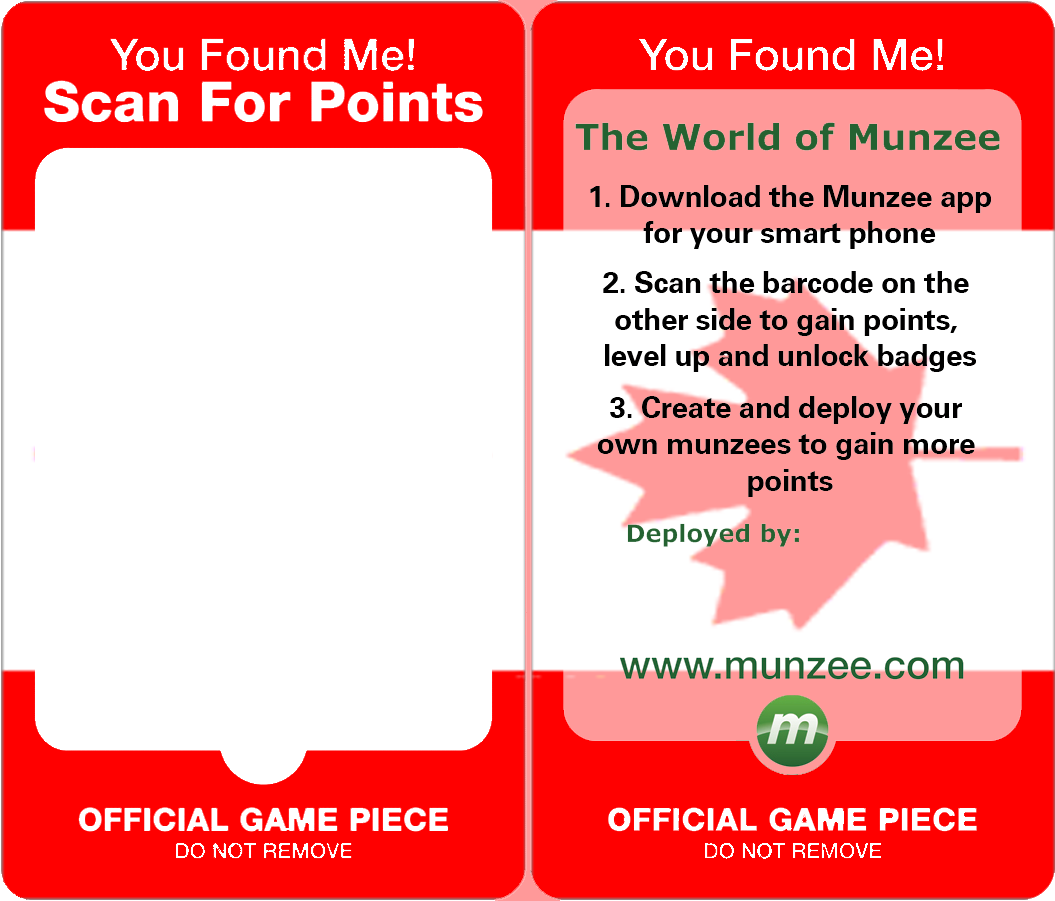 You Found Me!
Scan For Points
OFFICIAL GAME PIECE
DO NOT REMOVE
You Found Me!
The World of Munzee
1. Download the Munzee app
for your smart phone
2. Scan the barcode on the
other side to gain points,
level up and unlock badges
3. Create and deploy your
own munzees to gain more
points
Deployed by:
www.munzee.com
m
OFFICIAL GAME PIECE
DO NOT REMOVE